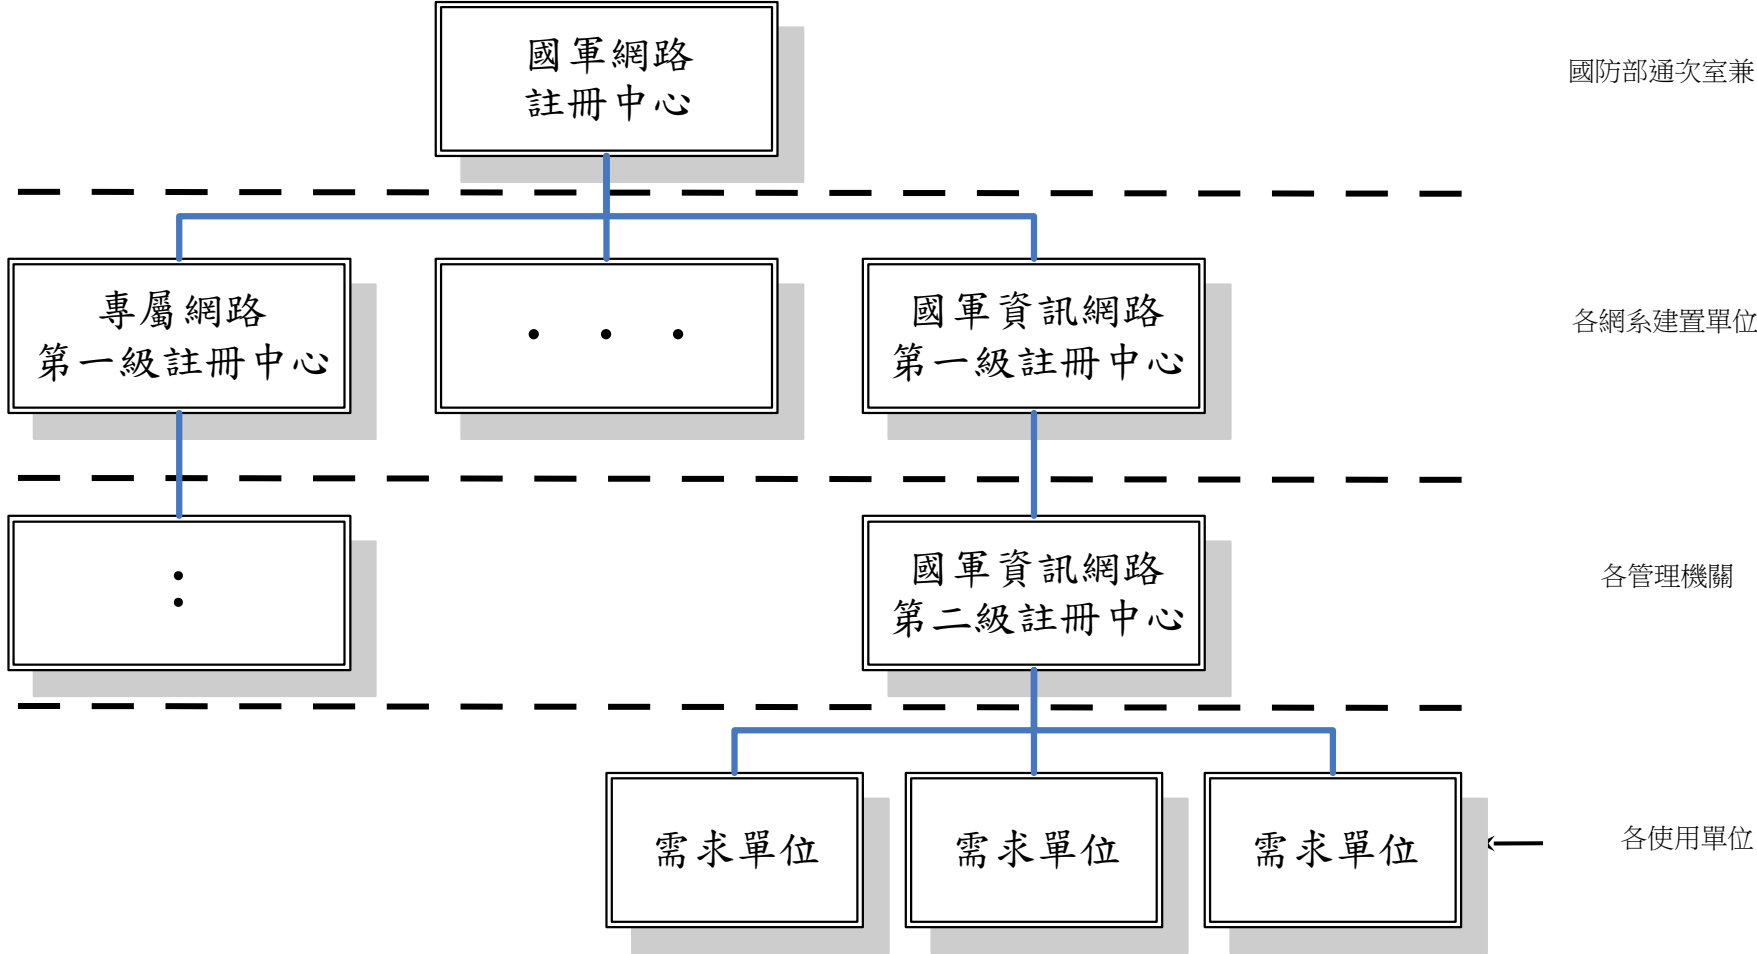 國軍網路
註冊中心
國防部通次室兼
專屬網路
第一級註冊中心
• • •
國軍資訊網路
第一級註冊中心
各網系建置單位
:
國軍資訊網路
第二級註冊中心
各管理機關
需求單位
需求單位
需求單位
各使用單位